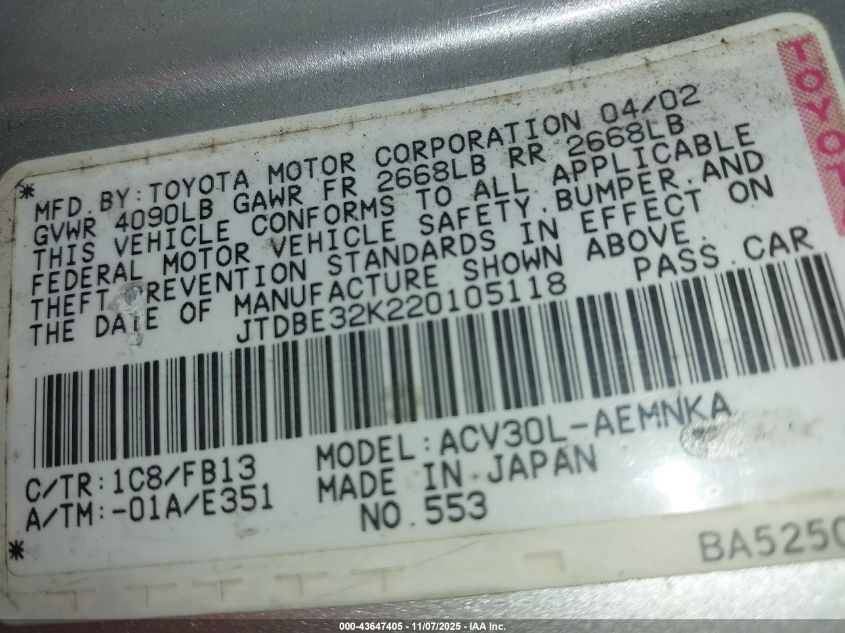 TOYOTA
* MFD. BY: TOYOTA MOTOR CORPORATION 04/02
GVWR 4090LB GAWR FR 2668LB RR 2668LB
THIS VEHICLE CONFORMS TO ALL APPLICABLE
FEDERAL MOTOR VEHICLE SAFETY, BUMPER, AND
THEFT PREVENTION STANDARDS IN EFFECT ON
THE DATE OF MANUFACTURE SHOWN ABOVE.
JTDBE32K220105118 PASS. CAR
C/TR: 1C8/FB13 MODEL: ACV30L-AEMNKA
A/TM: -01A/E351 MADE IN JAPAN
NO. 553
*
BA525
000-43647405 - 11/07/2025 - IAA Inc.